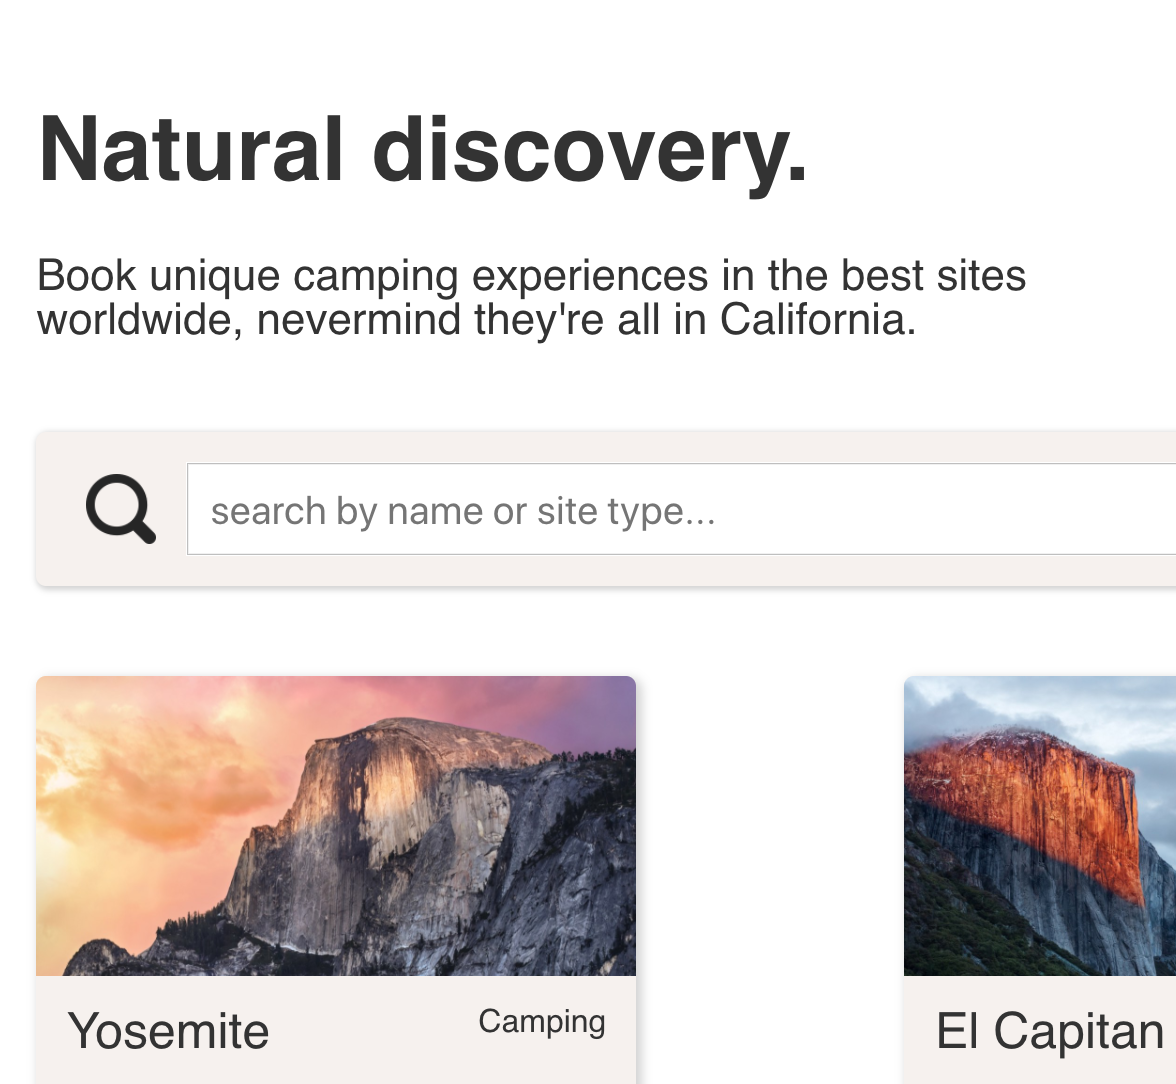 Natural discovery.
Book unique camping experiences in the best sites
worldwide, nevermind they're all in California.
search by name or site type...
Yosemite
Camping
El Capitan